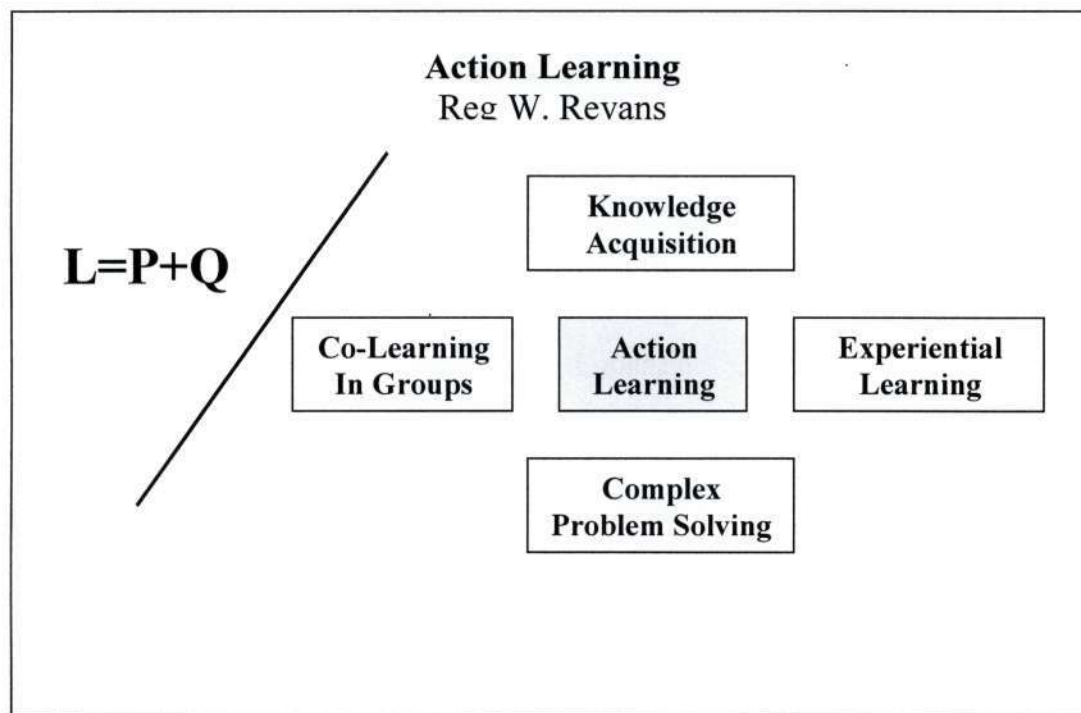 Action Learning
Reg W. Revans
L=P+Q
Knowledge
Acquisition
Co-Learning
In Groups
Action
Learning
Experiential
Learning
Complex
Problem Solving